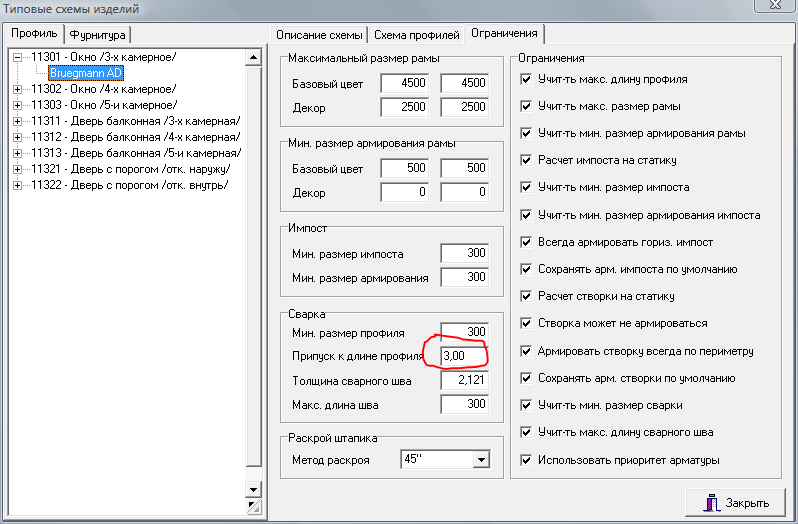 Типовые схемы изделий
Профиль
Фурнитура
11301 - Окно /3-х камерное/
Bruegmann AD
11302 - Окно /4-х камерное/
11303 - Окно /5-и камерное/
11311 - Дверь балконная /3-х камерная/
11312 - Дверь балконная /4-х камерная/
11313 - Дверь балконная /5-и камерная/
11321 - Дверь с порогом /отк. наружу/
11322 - Дверь с порогом /отк. внутрь/
Описание схемы
Схема профилей
Ограничения
Максимальный размер рамы
Базовый цвет 4500 4500
Декор 2500 2500
Мин. размер армирования рамы
Базовый цвет 500 500
Декор 0 0
Импост
Мин. размер импоста 300
Мин. размер армирования 300
Сварка
Мин. размер профиля 300
Припуск к длине профиля 3,00
Толщина сварного шва 2,121
Макс. длина шва 300
Раскрой штапика
Метод раскроя 45"
Ограничения
Учит-ть макс. длину профиля
Учит-ть макс. размер рамы
Учит-ть мин. размер армирования рамы
Расчет импоста на статику
Учит-ть мин. размер импоста
Учит-ть мин. размер армирования импоста
Всегда армировать гориз. импост
Сохранять арм. импоста по умолчанию
Расчет створки на статику
Створка может не армироваться
Армировать створку всегда по периметру
Сохранять арм. створки по умолчанию
Учит-ть мин. размер сварки
Учит-ть макс. длину сварного шва
Использовать приоритет арматуры
Закрыть